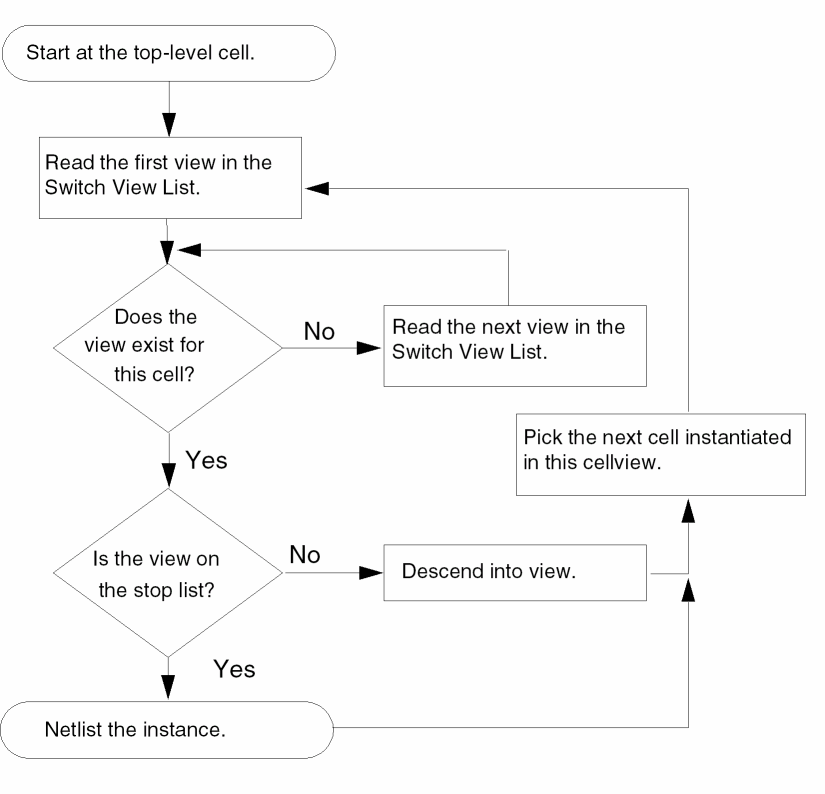 Start at the top-level cell.
Read the first view in the
Switch View List.
Does the
view exist for
this cell?
No
Read the next view in the
Switch View List.
Pick the next cell instantiated
in this cellview.
Yes
Is the view on
the stop list?
No
Descend into view.
Yes
Netlist the instance.